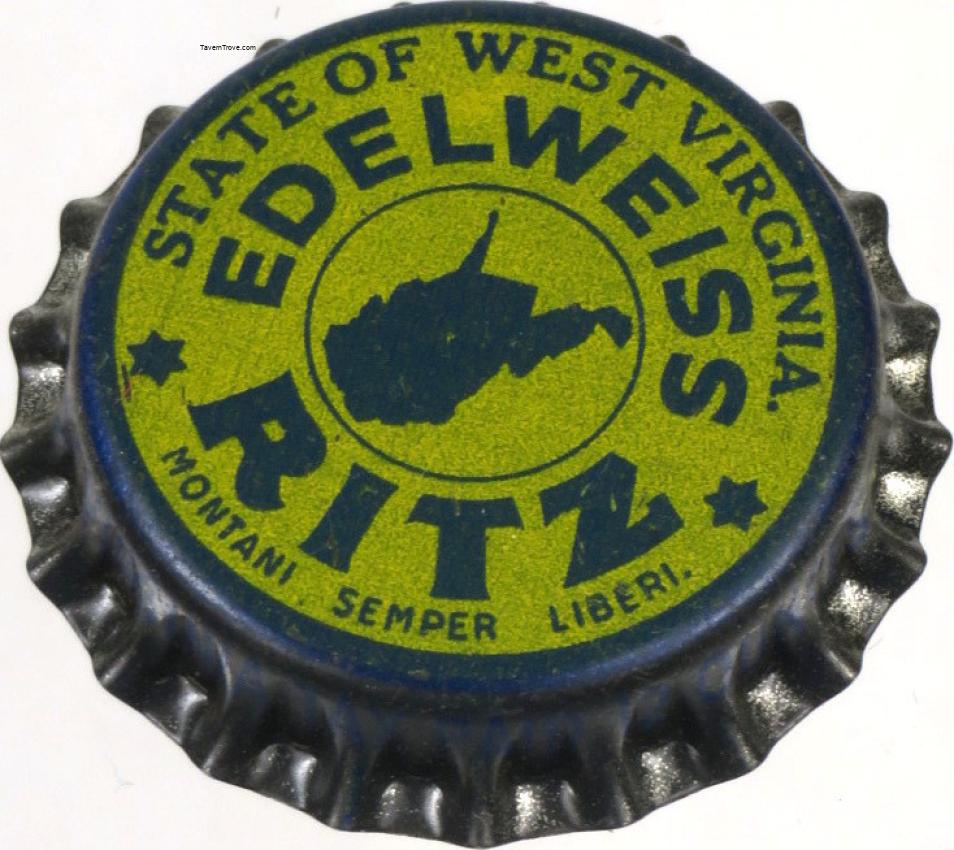 TavernTrove.com
STATE OF WEST VIRGINIA.
EDELWEISS
RITZ
MONTANI SEMPER LIBERI.